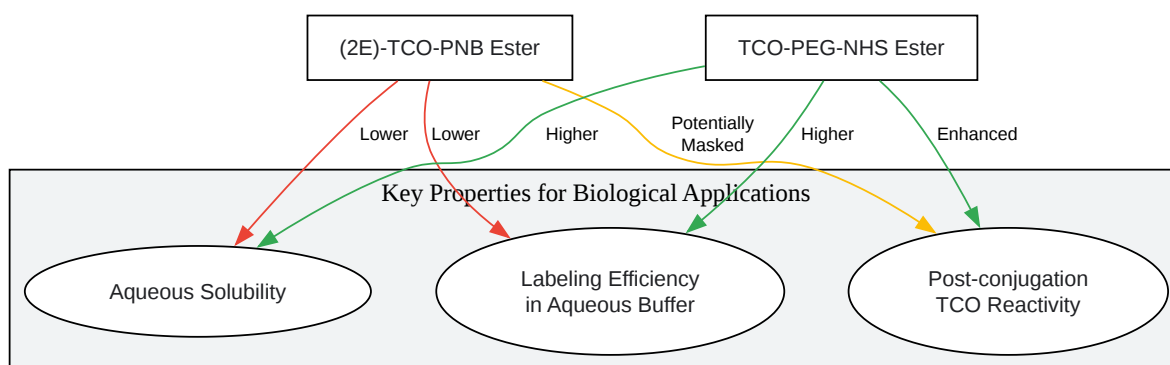 (2E)-TCO-PNB Ester
TCO-PEG-NHS Ester
Lower
Lower
Higher
Potentially
Masked
Higher
Enhanced
Key Properties for Biological Applications
Aqueous Solubility
Labeling Efficiency
in Aqueous Buffer
Post-conjugation
TCO Reactivity